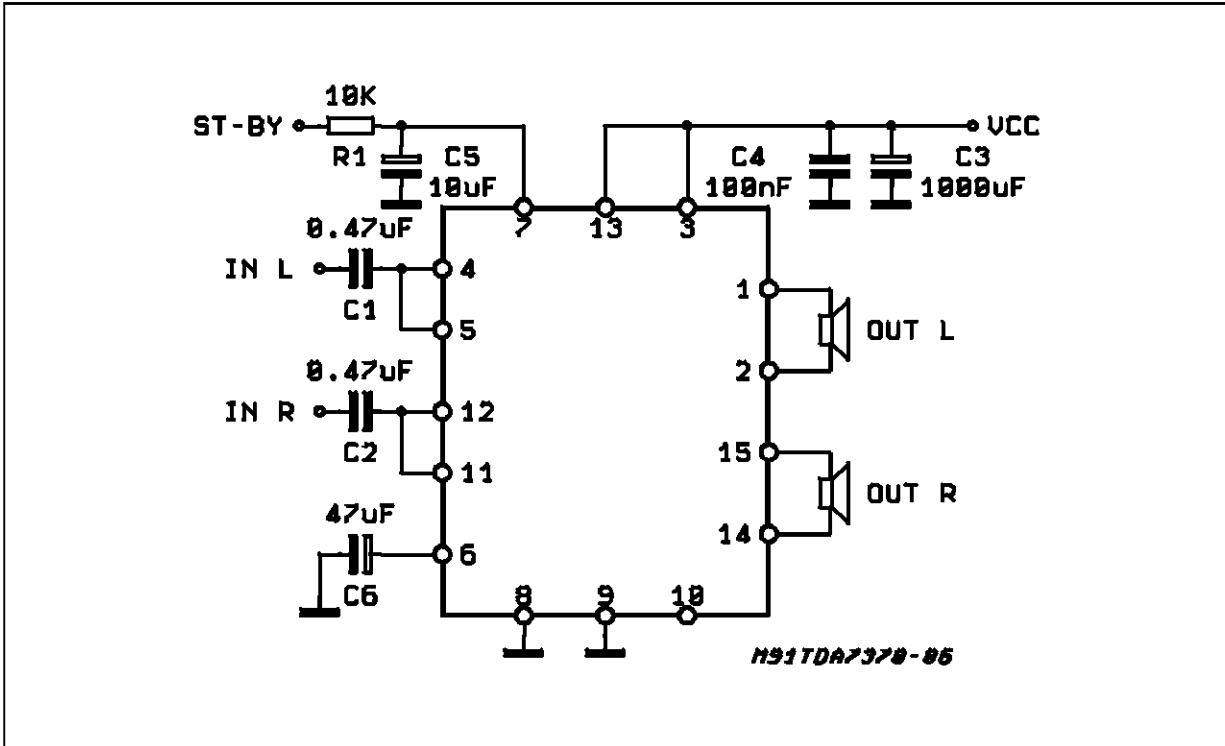 10K
ST-BY
R1
C5
10uF
VCC
C4
100nF
C3
1000uF
7
13
3
0.47uF
IN L
C1
4
5
1
2
OUT L
0.47uF
IN R
C2
12
11
15
14
OUT R
47uF
C6
6
8
9
10
M91TDA7370-06